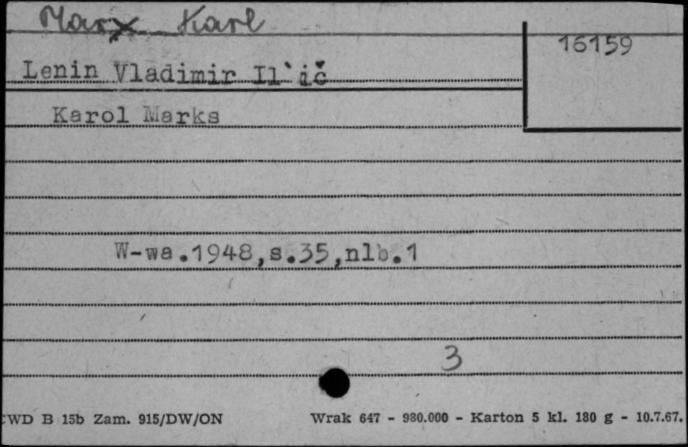 Marx Karl
16159
Lenin Vladimir Il`ič
Karol Marks
W-wa.1948,s.35,nlb.1
3
CWD B 15b Zam. 915/DW/ON Wrak 647 - 980.000 - Karton 5 kl. 180 g - 10.7.67.